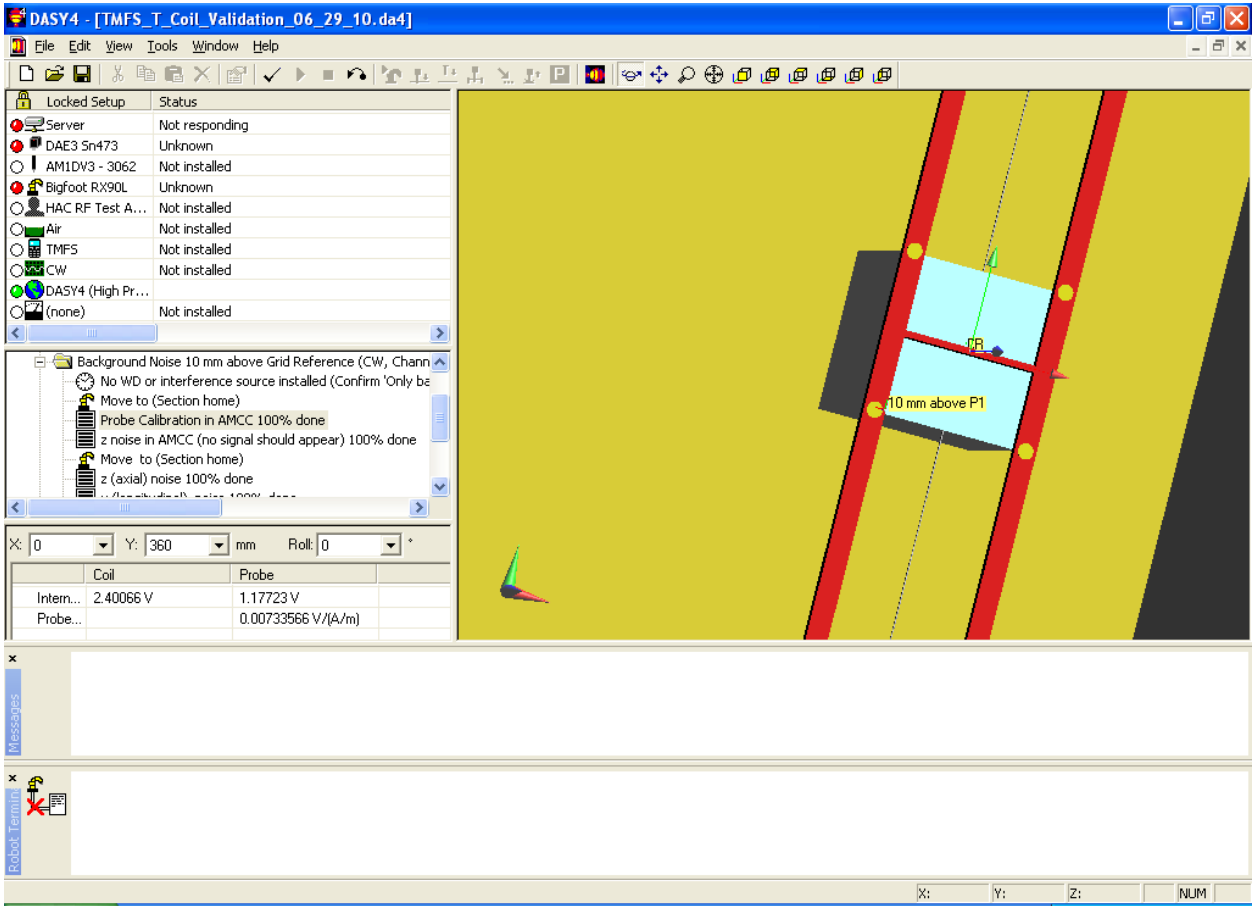 DASY4 - [TMFS_T_Coil_Validation_06_29_10.da4]
File Edit View Tools Window Help
Locked Setup Status
Server Not responding
DAE3 Sn473 Unknown
AM1DV3 - 3062 Not installed
Bigfoot RX90L Unknown
HAC RF Test A... Not installed
Air Not installed
TMFS Not installed
CW Not installed
DASY4 (High Pr...
(none) Not installed
Background Noise 10 mm above Grid Reference (CW, Chann
No WD or interference source installed (Confirm 'Only ba
Move to (Section home)
Probe Calibration in AMCC 100% done
z noise in AMCC (no signal should appear) 100% done
Move to (Section home)
z (axial) noise 100% done
X: 0 Y: 360 mm Roll: 0 °
Coil Probe
Intern... 2.40066 V 1.17723 V
Probe... 0.00733566 V/(A/m)
10 mm above P1
Messages
Robot Termin
X: Y: Z: NUM